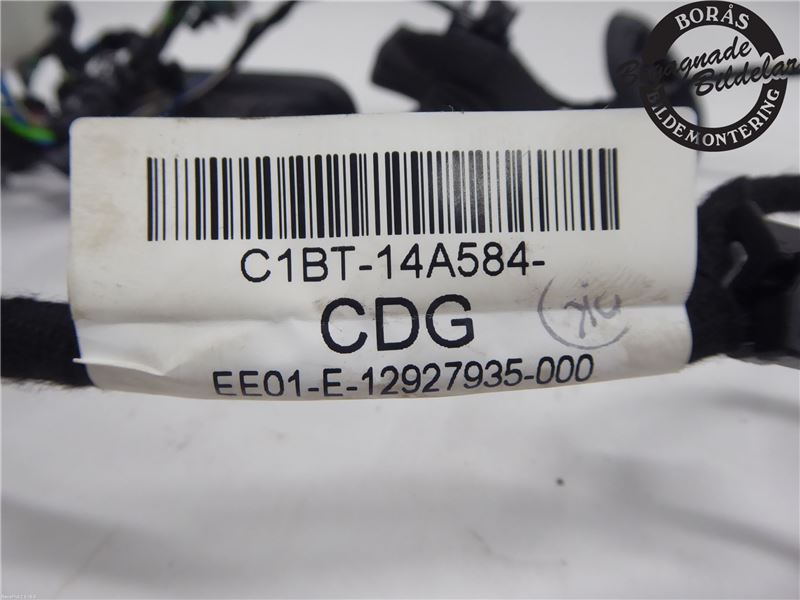 BORÅS
Begagnade
Bildelar
BILDEMONTERING
C1BT-14A584-
CDG
EE01-E-12927935-000